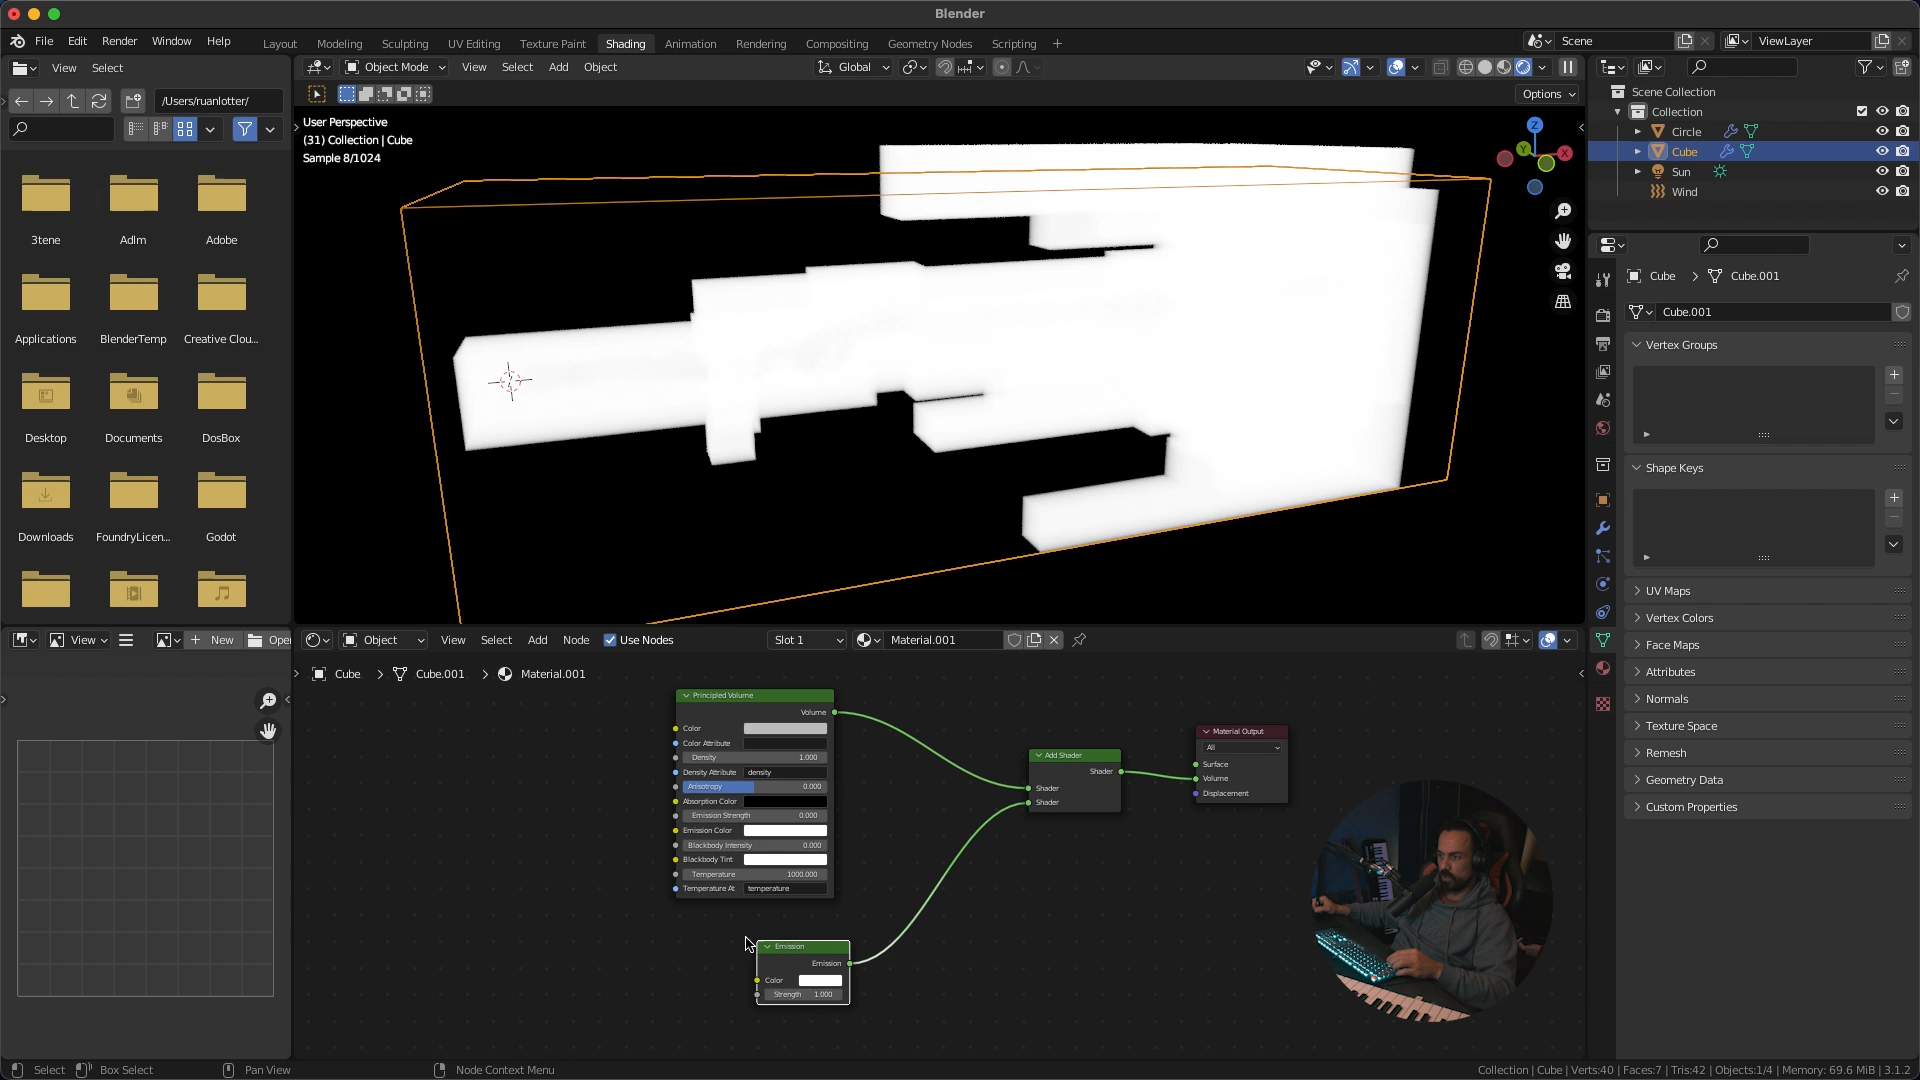 Blender
File Edit Render Window Help
Layout Modeling Sculpting UV Editing Texture Paint Shading Animation Rendering Compositing Geometry Nodes Scripting +
Scene
ViewLayer
View Select
Object Mode View Select Add Object
Global
/Users/ruanlotter/
Options
User Perspective
(31) Collection | Cube
Sample 8/1024
Z
Y
X
3tene
Adlm
Adobe
Applications
BlenderTemp
Creative Clou...
Desktop
Documents
DosBox
Downloads
FoundryLicen...
Godot
Scene Collection
Collection
Circle
Cube
Sun
Wind
Cube > Cube.001
Cube.001
Vertex Groups
Shape Keys
UV Maps
Vertex Colors
Face Maps
Attributes
Normals
Texture Space
Remesh
Geometry Data
Custom Properties
View
New
Oper
Object View Select Add Node Use Nodes
Slot 1
Material.001
Cube > Cube.001 > Material.001
Principled Volume
Volume
Color
Color Attribute
Density 1.000
Density Attribute density
Anisotropy 0.000
Absorption Color
Emission Strength 0.000
Emission Color
Blackbody Intensity 0.000
Blackbody Tint
Temperature 1000.000
Temperature At temperature
Emission
Emission
Color
Strength 1.000
Add Shader
Shader
Shader
Shader
Material Output
All
Surface
Volume
Displacement
Select
Box Select
Pan View
Node Context Menu
Collection | Cube | Verts:40 | Faces:7 | Tris:42 | Objects:1/4 | Memory: 69.6 MiB | 3.1.2